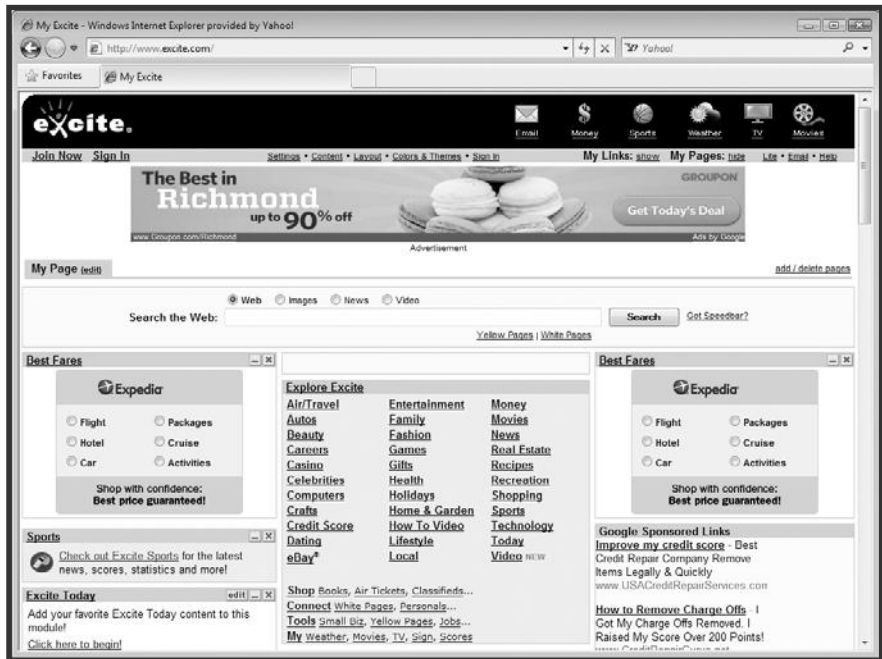 My Excite - Windows Internet Explorer provided by Yahoo!
http://www.excite.com/
Yahoo!
Favorites
My Excite
excite.
Email
Money
Sports
Weather
TV
Movies
Join Now Sign In
Settings • Content • Layout • Colors & Themes • Sign In
My Links: show My Pages: hide
Lite • Email • Help
The Best in
Richmond
up to 90% off
www.Groupon.com/Richmond
GROUPON
Get Today's Deal
Ads by Google
Advertisement
My Page (edit)
add / delete pages
Web Images News Video
Search the Web:
Search
Got Speedbar?
Yellow Pages | White Pages
Best Fares
Expedia
Flight Packages
Hotel Cruise
Car Activities
Shop with confidence:
Best price guaranteed!
Sports
Check out Excite Sports for the latest
news, scores, statistics and more!
Excite Today
edit
Add your favorite Excite Today content to this
module!
Click here to begin!
Explore Excite
Air/Travel Entertainment Money
Autos Family Movies
Beauty Fashion News
Careers Games Real Estate
Casino Gifts Recipes
Celebrities Health Recreation
Computers Holidays Shopping
Crafts Home & Garden Sports
Credit Score How To Video Technology
Dating Lifestyle Today
eBay® Local Video NEW
Shop Books, Air Tickets, Classifieds...
Connect White Pages, Personals...
Tools Small Biz, Yellow Pages, Jobs...
My Weather, Movies, TV, Sign, Scores
Best Fares
Expedia
Flight Packages
Hotel Cruise
Car Activities
Shop with confidence:
Best price guaranteed!
Google Sponsored Links
Improve my credit score - Best
Credit Repair Company Remove
Items Legally & Quickly
www.USACreditRepairServices.com
How to Remove Charge Offs - I
Got My Charge Offs Removed. I
Raised My Score Over 200 Points!